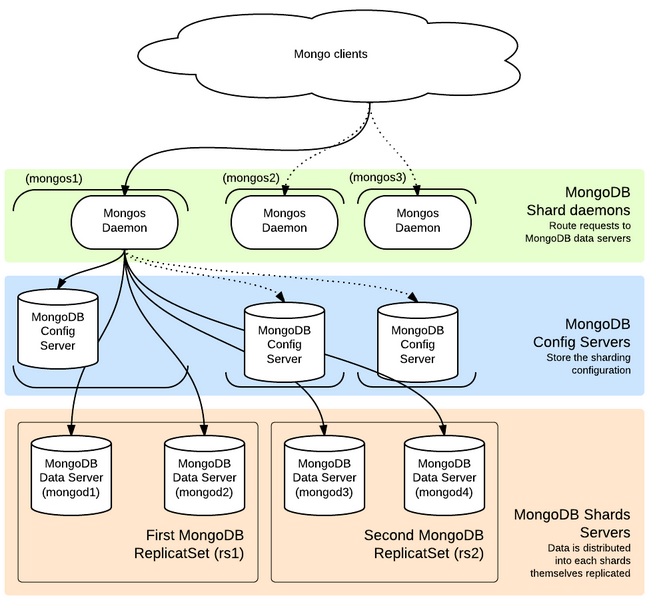 Mongo clients
(mongos1)
(mongos2)
(mongos3)
Mongos
Daemon
Mongos
Daemon
Mongos
Daemon
MongoDB
Shard daemons
Route requests to
MongoDB data servers
MongoDB
Config
Server
MongoDB
Config
Server
MongoDB
Config
Server
MongoDB
Config Servers
Store the sharding
configuration
MongoDB
Data Server
(mongod1)
MongoDB
Data Server
(mongod2)
First MongoDB
ReplicatSet (rs1)
MongoDB
Data Server
(mongod3)
MongoDB
Data Server
(mongod4)
Second MongoDB
ReplicatSet (rs2)
MongoDB Shards
Servers
Data is distributed
into each shards
themselves replicated